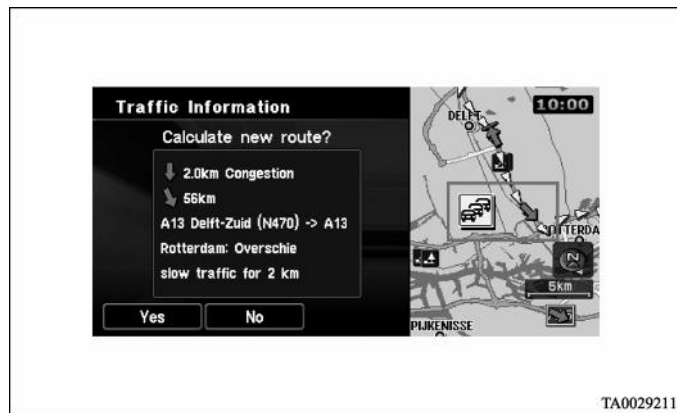 Traffic Information
Calculate new route?
2.0km Congestion
56km
A13 Delft-Zuid (N470) -> A13
Rotterdam: Overschie
slow traffic for 2 km
Yes
No
10:00
DELFT
OTTERDA
N
5km
PIJKENISSE
TA0029211